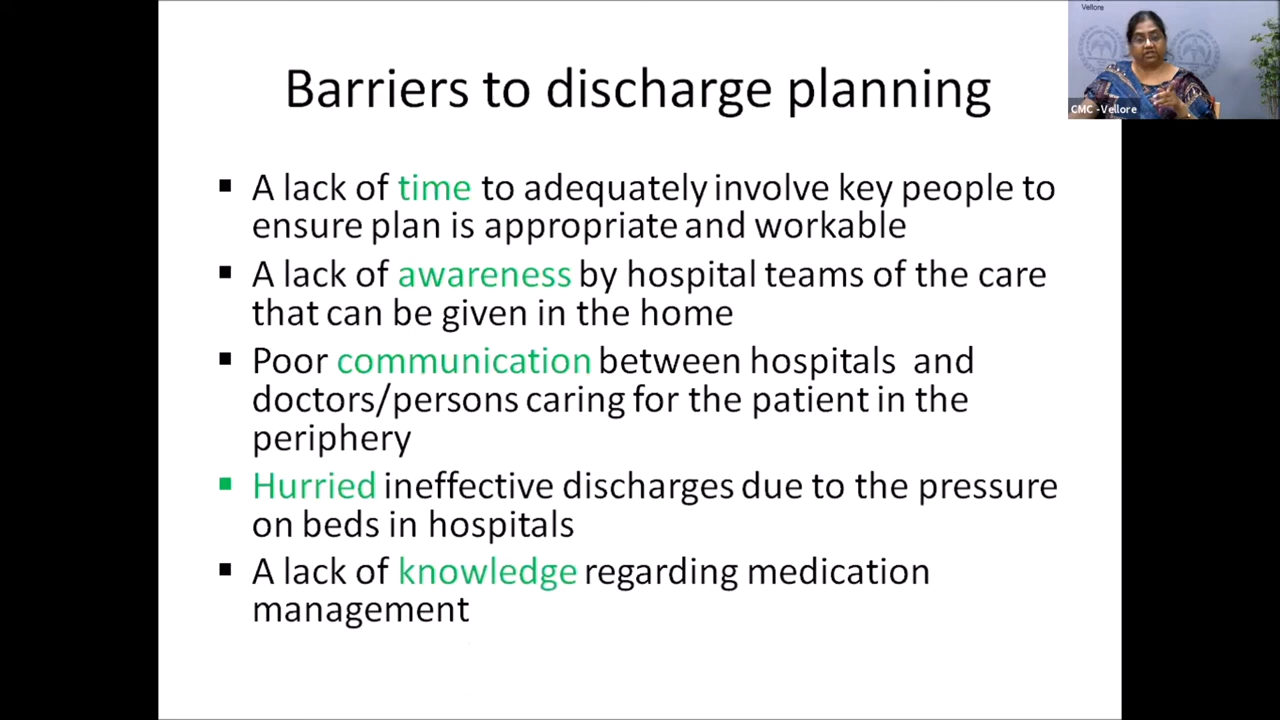 Vellore
CMC -Vellore
Barriers to discharge planning
▪ A lack of time to adequately involve key people to
ensure plan is appropriate and workable
▪ A lack of awareness by hospital teams of the care
that can be given in the home
▪ Poor communication between hospitals  and
doctors/persons caring for the patient in the
periphery
▪ Hurried ineffective discharges due to the pressure
on beds in hospitals
▪ A lack of knowledge regarding medication
management